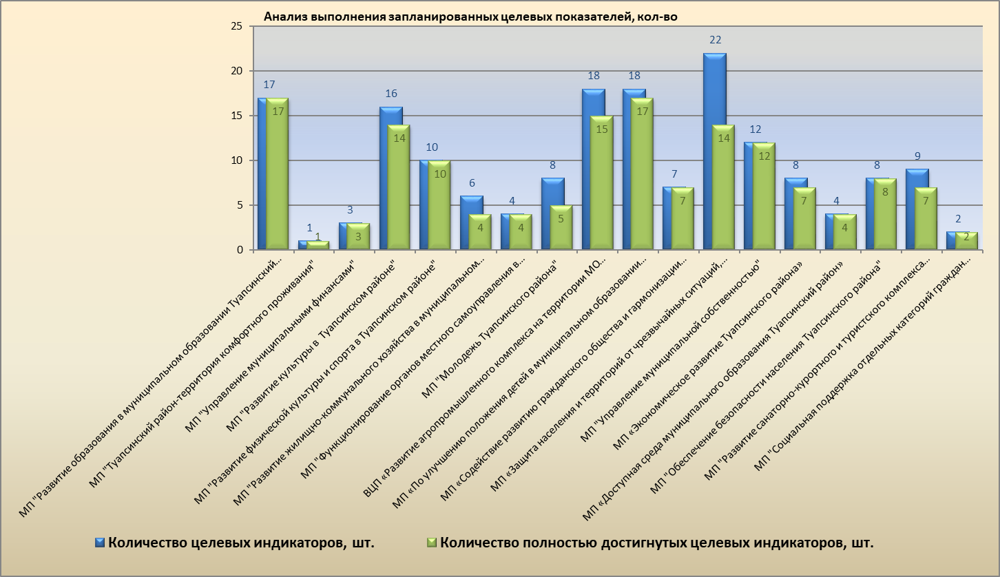 Анализ выполнения запланированных целевых показателей, кол-во
25
20
15
10
5
0
17
17
1
1
3
3
16
14
10
10
6
4
4
4
8
5
18
15
18
17
7
7
22
14
12
12
8
7
4
4
8
8
9
7
2
2
МП "Развитие образования в муниципальном образовании Туапсинский...
МП "Туапсинский район-территория комфортного проживания"
МП "Управление муниципальными финансами"
МП "Развитие культуры в Туапсинском районе"
МП "Развитие физической культуры и спорта в Туапсинском районе"
МП "Развитие жилищно-коммунального хозяйства в муниципальном...
МП "Функционирование органов местного самоуправления в...
МП "Молодежь Туапсинского района"
ВЦП «Развитие агропромышленного комплекса на территории МО...
МП «По улучшению положения детей в муниципальном образовании...
МП «Содействие развитию гражданского общества и гармонизации...
МП «Защита населения и территорий от чрезвычайных ситуаций,...
МП "Управление муниципальной собственностью"
МП «Экономическое развитие Туапсинского района»
МП «Доступная среда муниципального образования Туапсинский район»
МП "Обеспечение безопасности населения Туапсинского района"
МП "Развитие санаторно-курортного и туристского комплекса...
МП "Социальная поддержка отдельных категорий граждан...
Количество целевых индикаторов, шт.
Количество полностью достигнутых целевых индикаторов, шт.